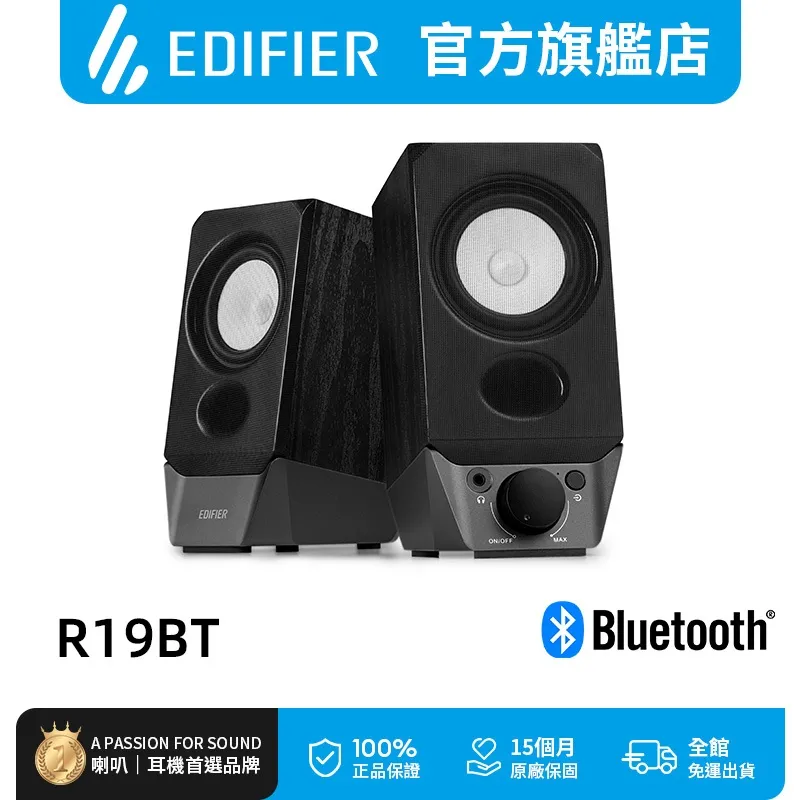 EDIFIER 官方旗艦店
EDIFIER
ON/OFF
MAX
R19BT
Bluetooth®
1
A PASSION FOR SOUND
喇叭｜耳機首選品牌
100%
正品保證
15個月
原廠保固
全館
免運出貨